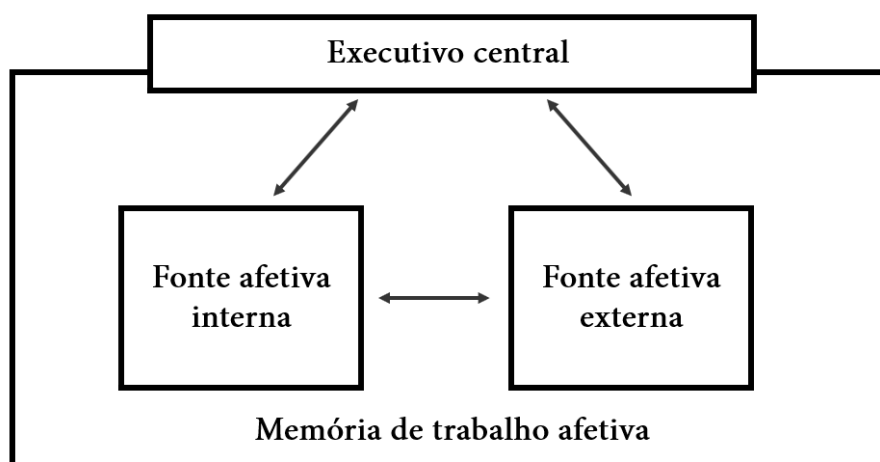 Executivo central
Fonte afetiva
interna
Fonte afetiva
externa
Memória de trabalho afetiva